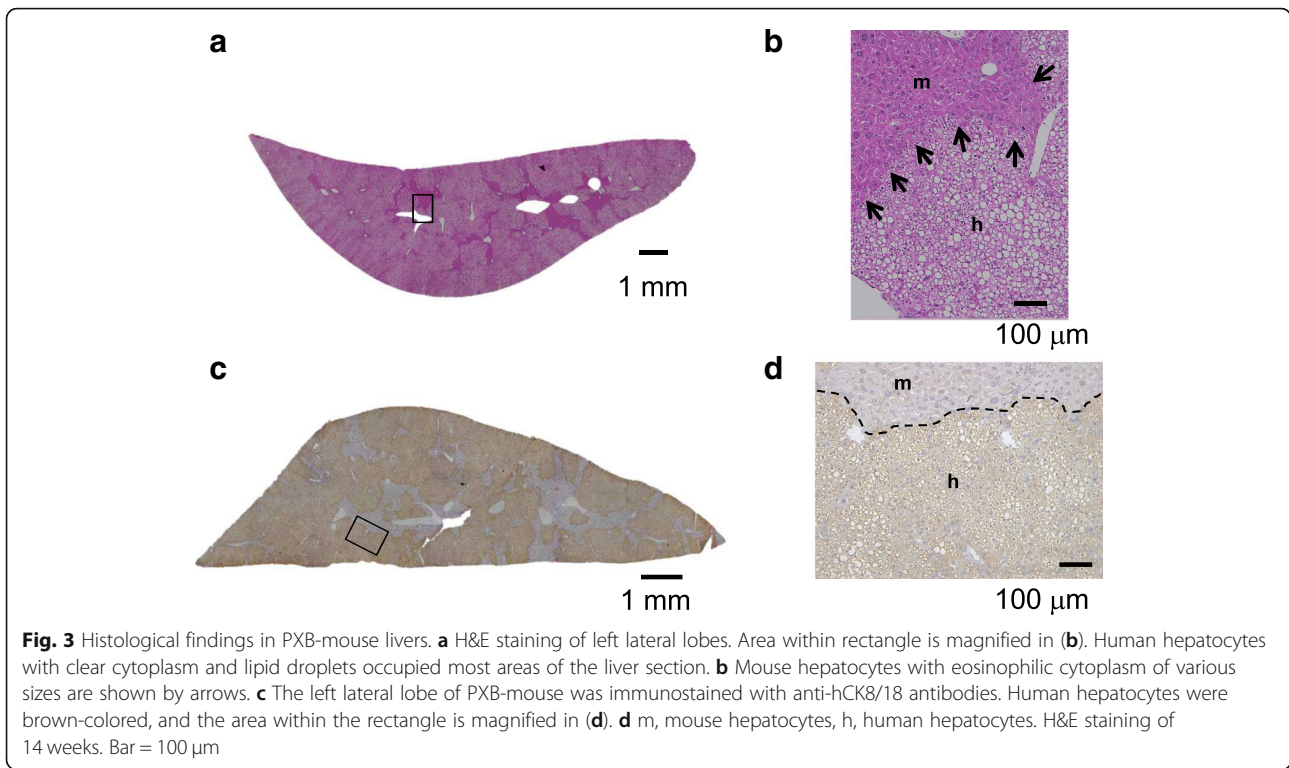 a
b
m
h
1 mm
100 μm
c
d
m
h
1 mm
100 μm
Fig. 3 Histological findings in PXB-mouse livers. a H&E staining of left lateral lobes. Area within rectangle is magnified in (b). Human hepatocytes
with clear cytoplasm and lipid droplets occupied most areas of the liver section. b Mouse hepatocytes with eosinophilic cytoplasm of various
sizes are shown by arrows. c The left lateral lobe of PXB-mouse was immunostained with anti-hCK8/18 antibodies. Human hepatocytes were
brown-colored, and the area within the rectangle is magnified in (d). d m, mouse hepatocytes, h, human hepatocytes. H&E staining of
14 weeks. Bar = 100 μm